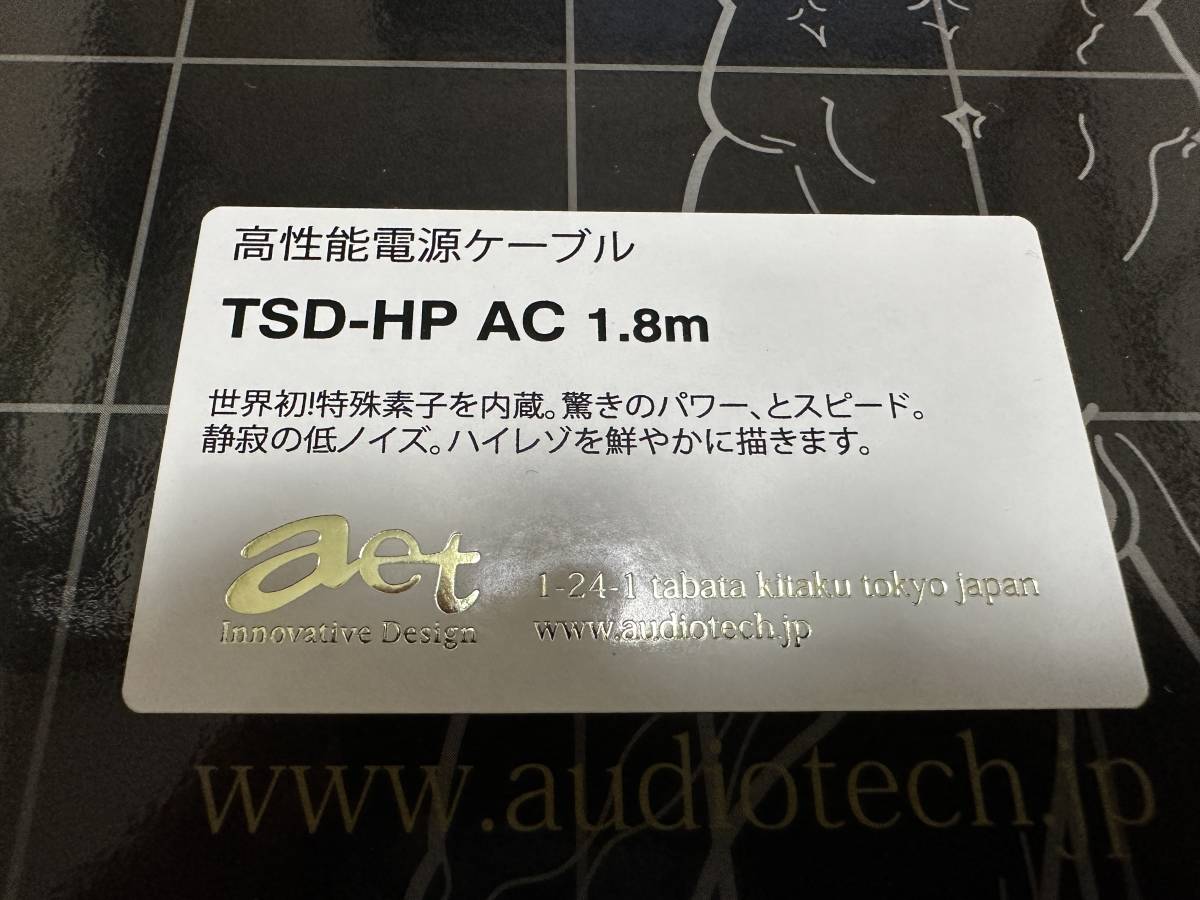 高性能電源ケーブル
TSD-HP AC 1.8m
世界初!特殊素子を内蔵。驚きのパワー、とスピード。
静寂の低ノイズ。ハイレゾを鮮やかに描きます。
aet
Innovative Design
1-24-1 tabata kitaku tokyo japan
www.audiotech.jp
www.audiotech.jp